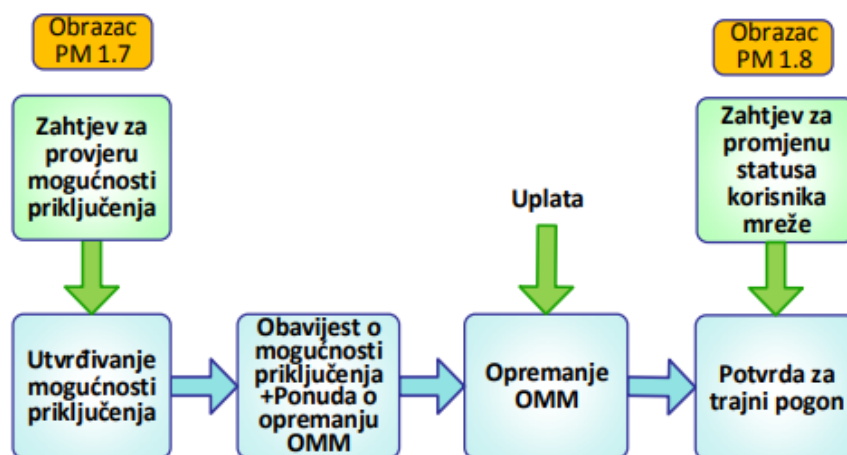 Obrazac
PM 1.7
Obrazac
PM 1.8
Zahtjev za
provjeru
mogućnosti
priključenja
Uplata
Zahtjev za
promjenu
statusa
korisnika
mreže
Utvrđivanje
mogućnosti
priključenja
Obavijest o
mogućnosti
priključenja
+Ponuda o
opremanju
OMM
Opremanje
OMM
Potvrda za
trajni pogon